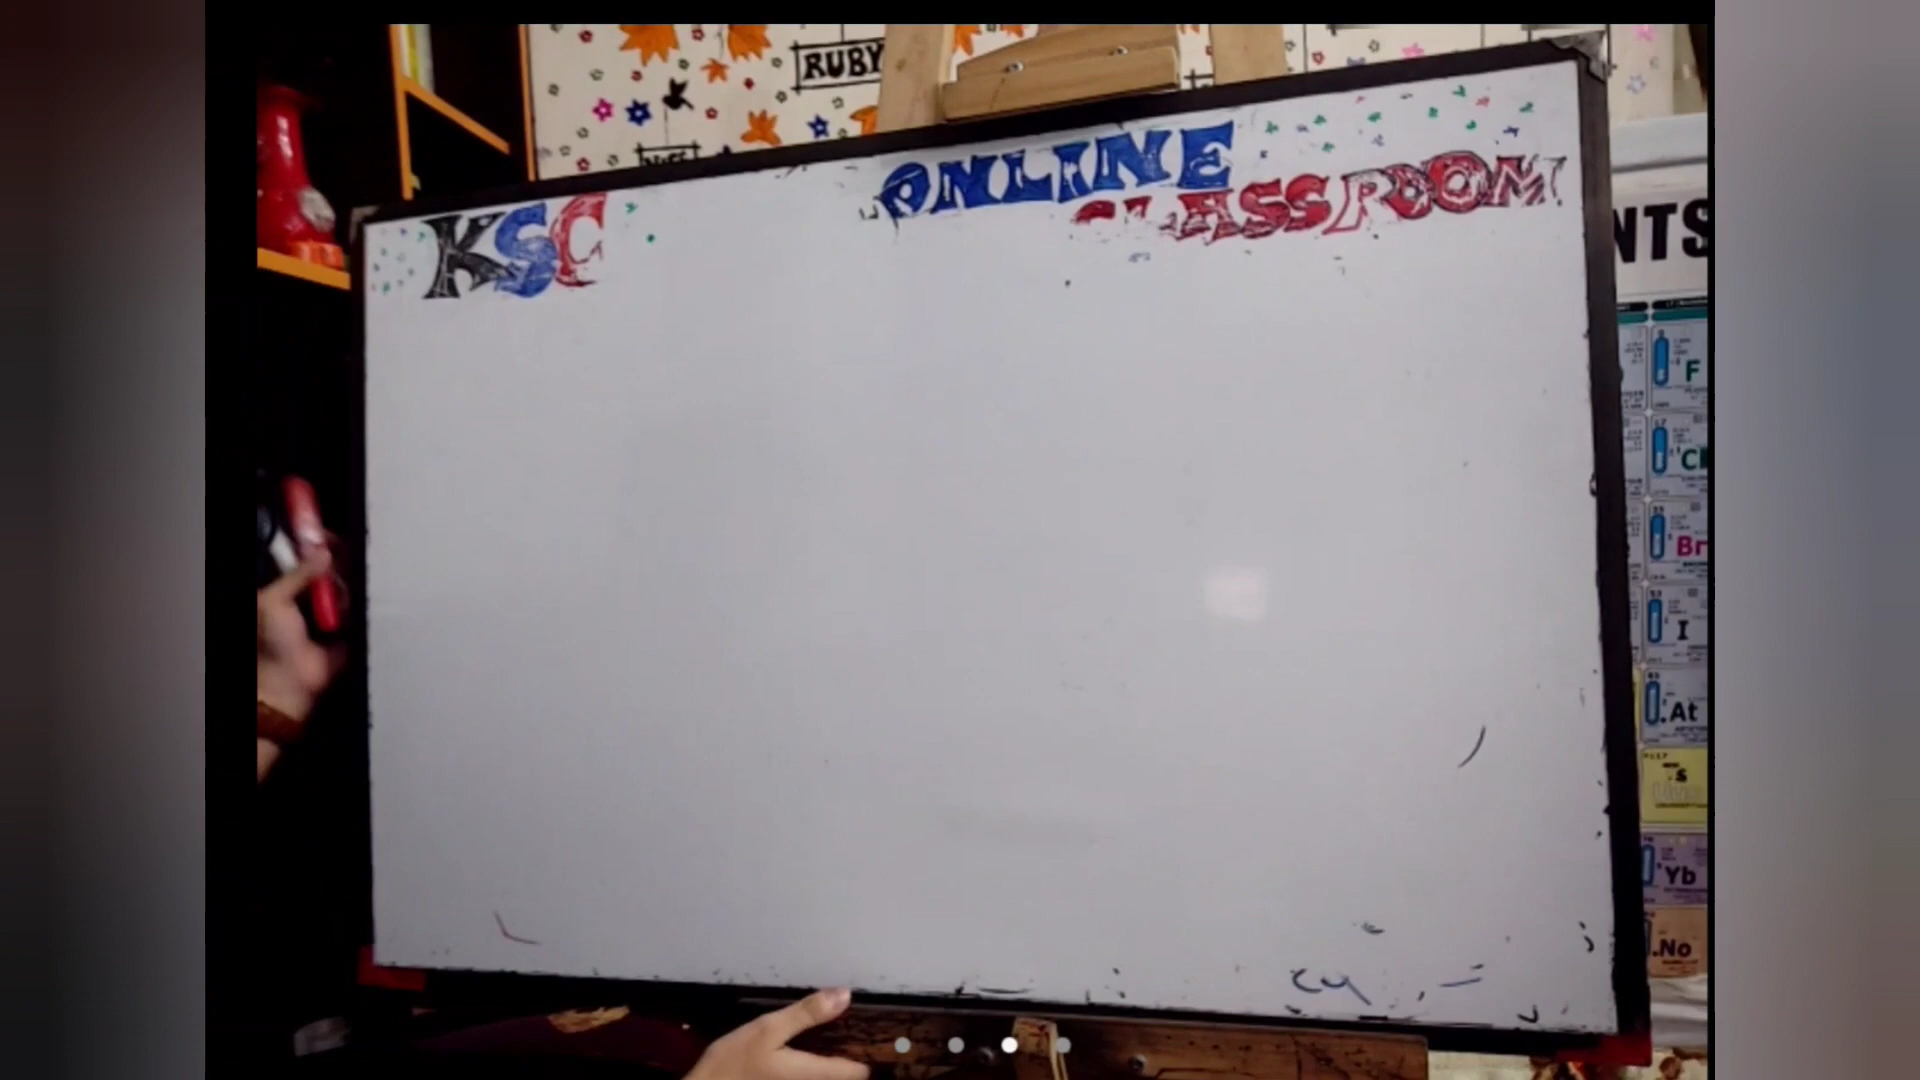 RUBY
ONLINE
CLASSROOM
KSC
NTS
F
Cl
Br
I
At
Yb
No